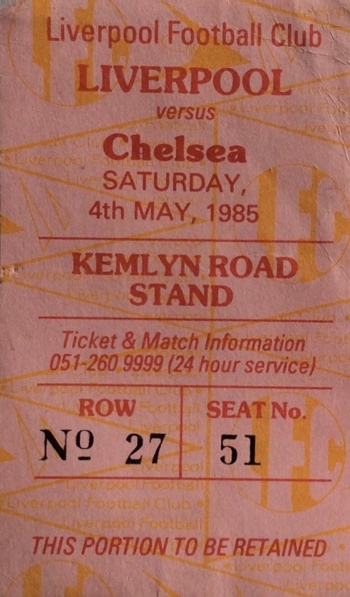 Liverpool Football Club
LIVERPOOL
versus
Chelsea
SATURDAY,
4th MAY, 1985
KEMLYN ROAD
STAND
Ticket & Match Information
051-260 9999 (24 hour service)
ROW SEAT No.
Nº 27 51
THIS PORTION TO BE RETAINED